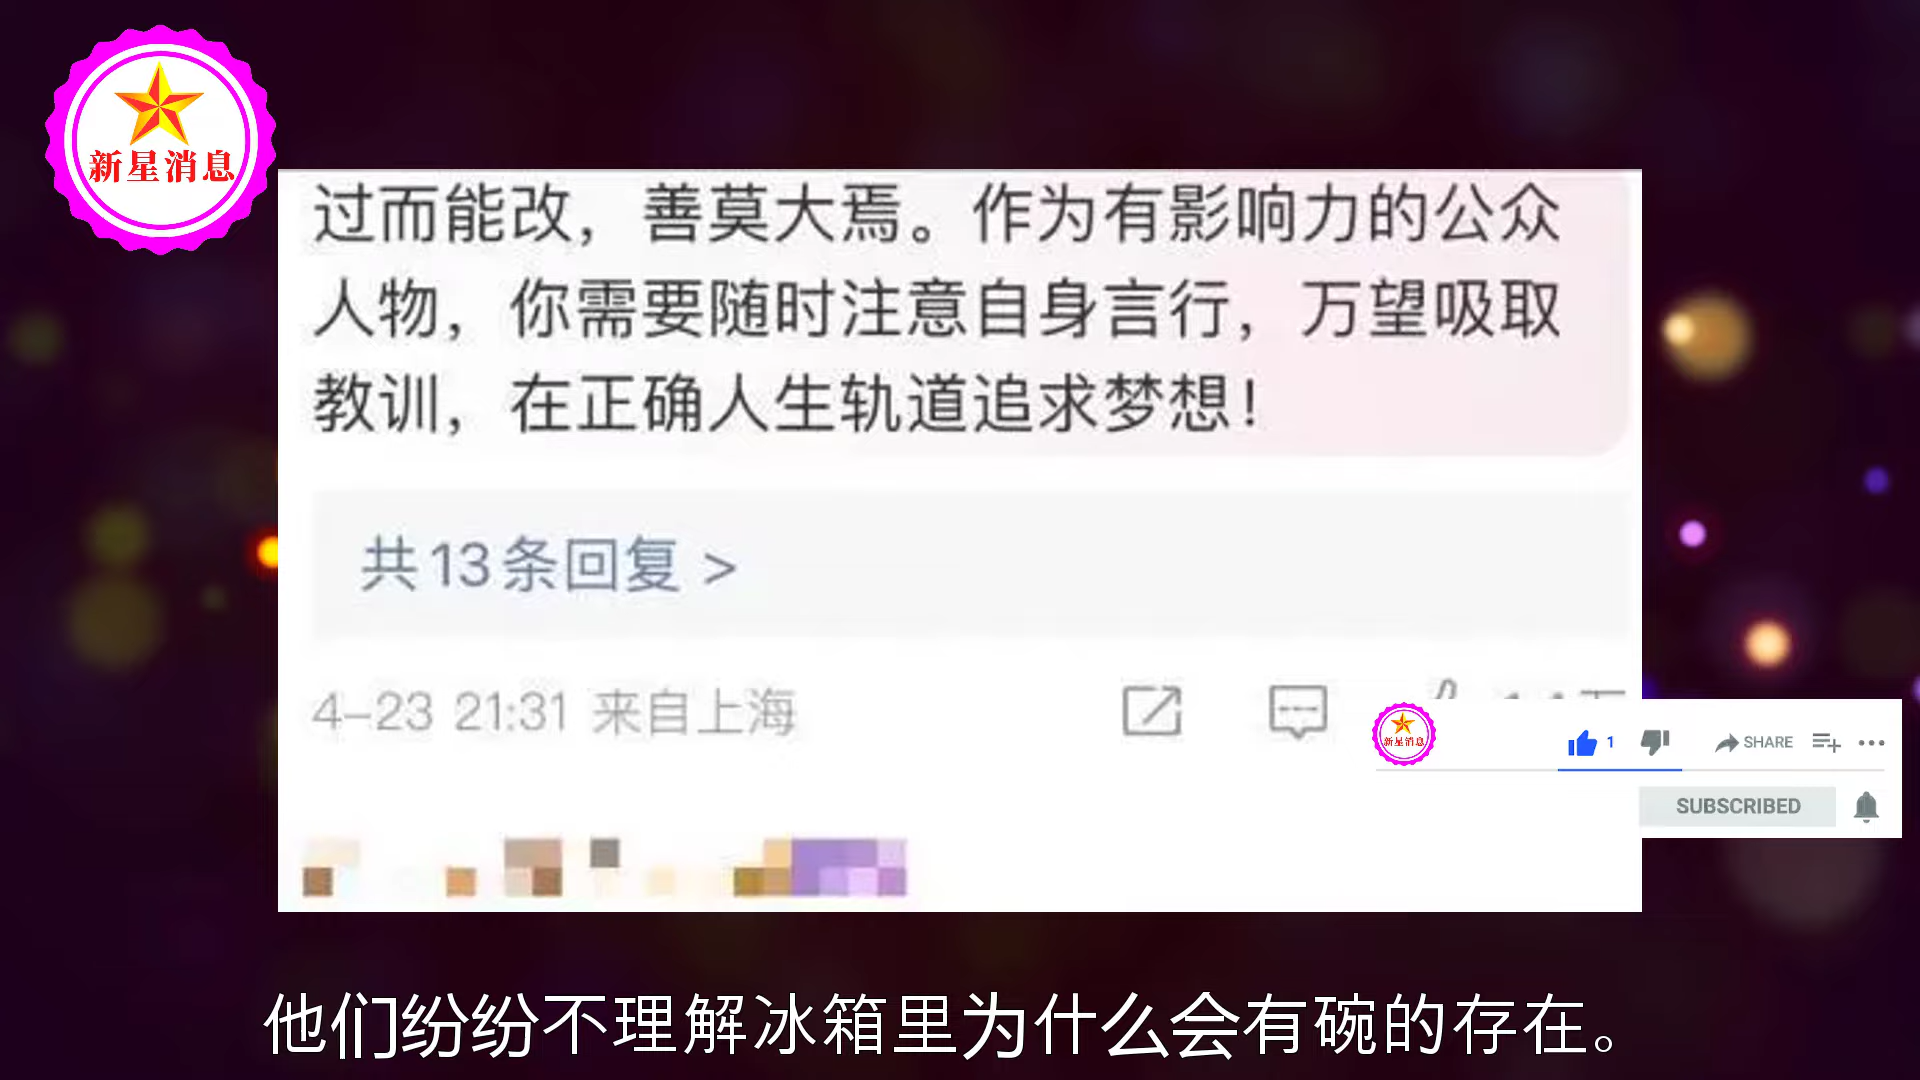 新星消息
过而能改，善莫大焉。作为有影响力的公众
人物，你需要随时注意自身言行，万望吸取
教训，在正确人生轨道追求梦想！
共13条回复 >
4-23 21:31 来自上海
新星消息
1
SHARE
SUBSCRIBED
他们纷纷不理解冰箱里为什么会有碗的存在。